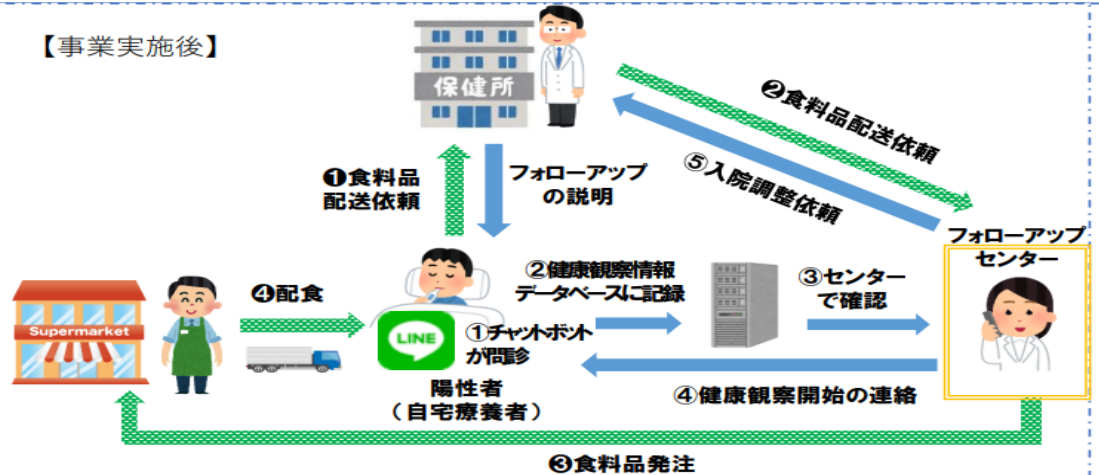 【事業実施後】
保健所
❷食料品配送依頼
⑤入院調整依頼
❶食料品
配送依頼
フォローアップ
の説明
フォローアップ
センター
Supermarket
❹配食
②健康観察情報
データベースに記録
③センター
で確認
LINE
①チャットボット
が問診
陽性者
(自宅療養者)
④健康観察開始の連絡
❸食料品発注